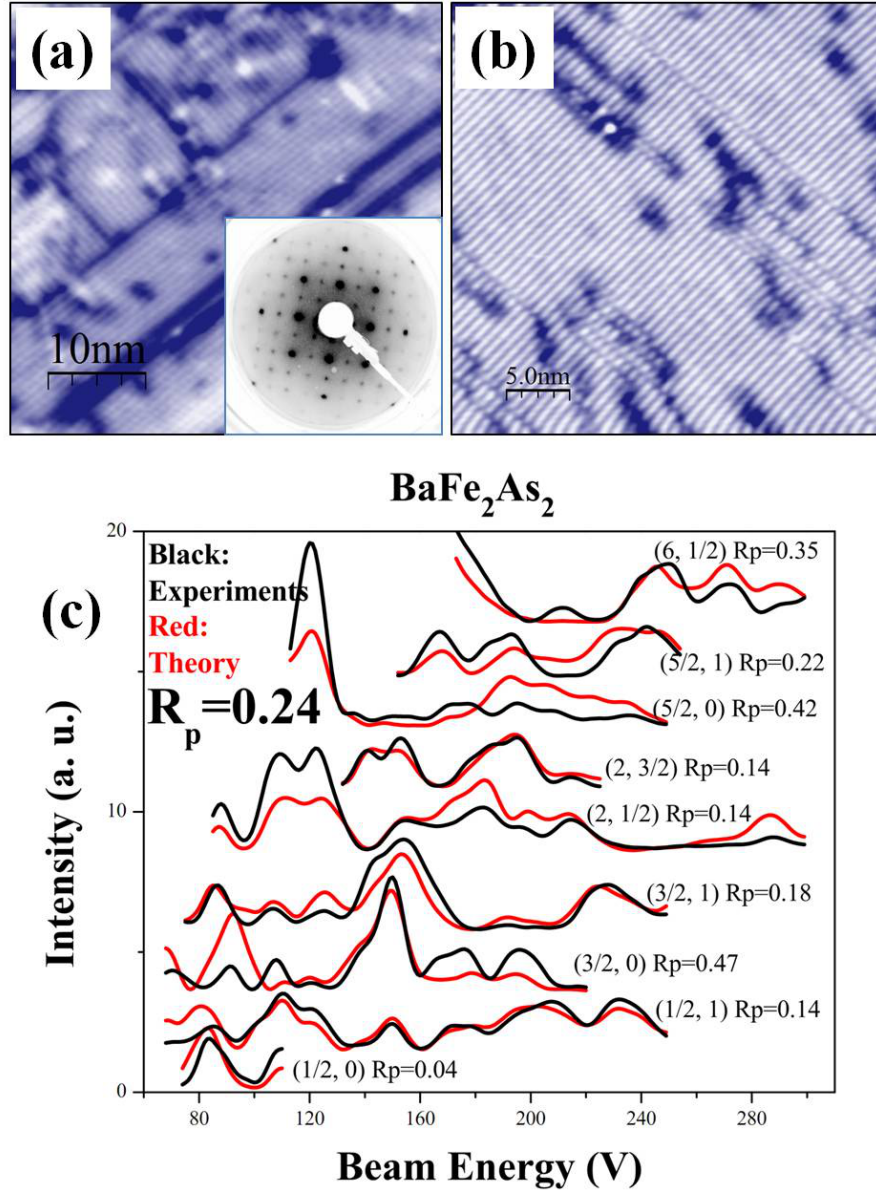 (a)
(b)
10nm
5.0nm
BaFe₂As₂
(c)
Black:
Experiments
Red:
Theory
Rₚ=0.24
(6, 1/2) Rp=0.35
(5/2, 1) Rp=0.22
(5/2, 0) Rp=0.42
(2, 3/2) Rp=0.14
(2, 1/2) Rp=0.14
(3/2, 1) Rp=0.18
(3/2, 0) Rp=0.47
(1/2, 1) Rp=0.14
(1/2, 0) Rp=0.04
20
10
0
Intensity (a. u.)
80 120 160 200 249 280
Beam Energy (V)